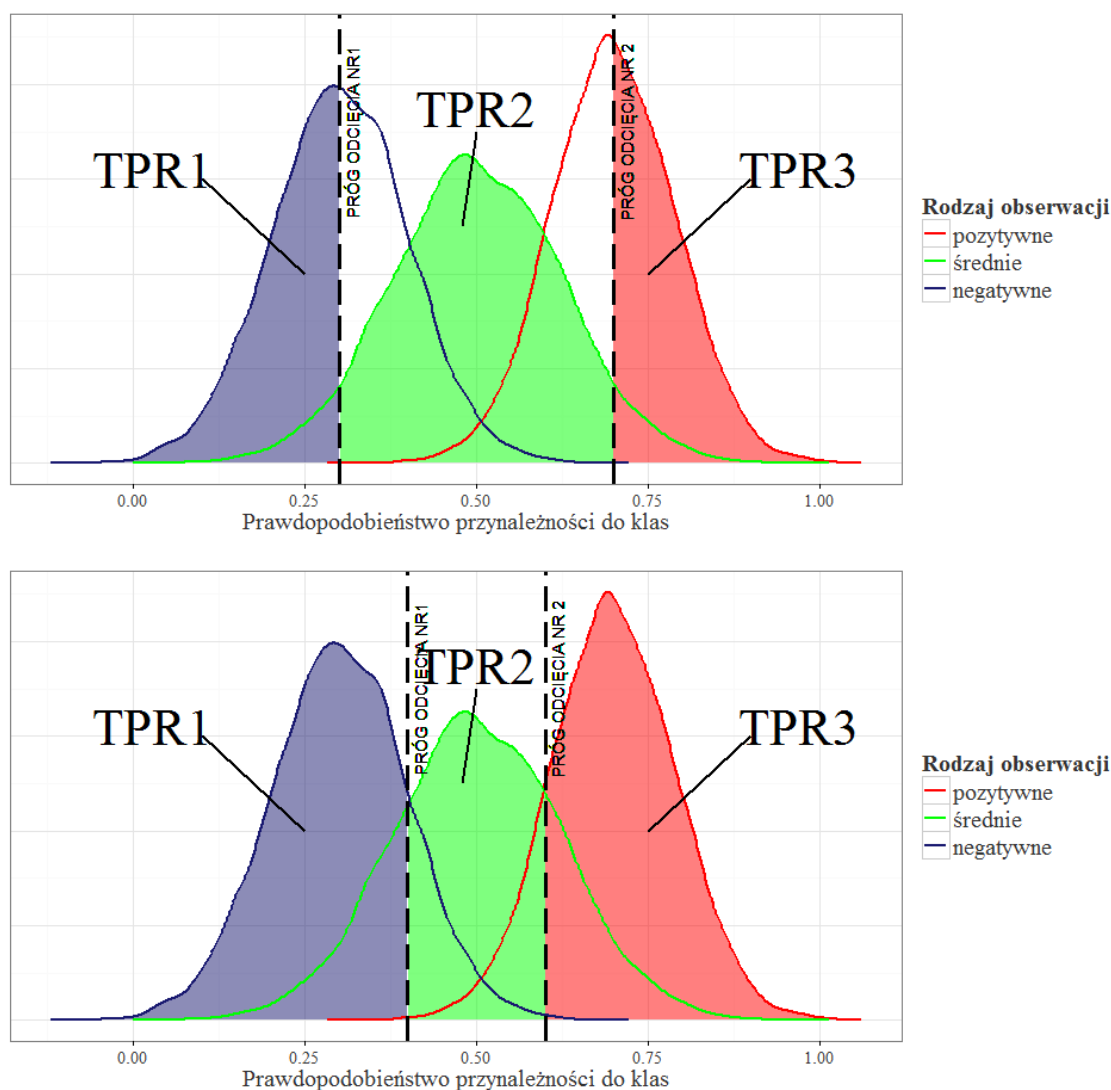 PRÓG ODCIĘCIA NR1
PRÓG ODCIĘCIA NR 2
TPR1
TPR2
TPR3
Rodzaj obserwacji
pozytywne
średnie
negatywne
0.00 0.25 0.50 0.75 1.00
Prawdopodobieństwo przynależności do klas
PRÓG ODCIĘCIA NR1
PRÓG ODCIĘCIA NR 2
TPR1
TPR2
TPR3
Rodzaj obserwacji
pozytywne
średnie
negatywne
0.00 0.25 0.50 0.75 1.00
Prawdopodobieństwo przynależności do klas